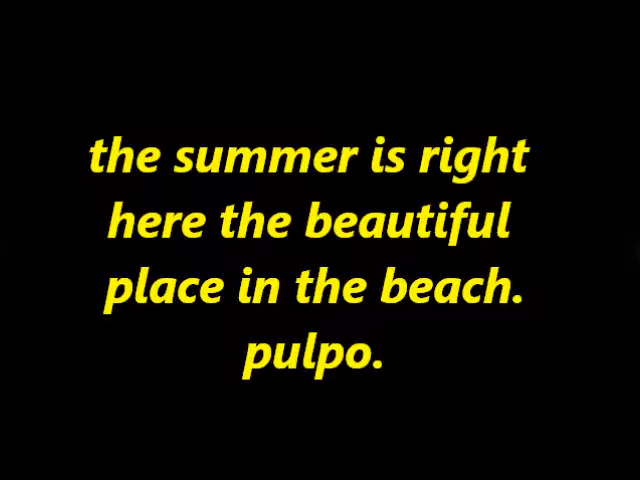 the summer is right
here the beautiful
place in the beach.
pulpo.